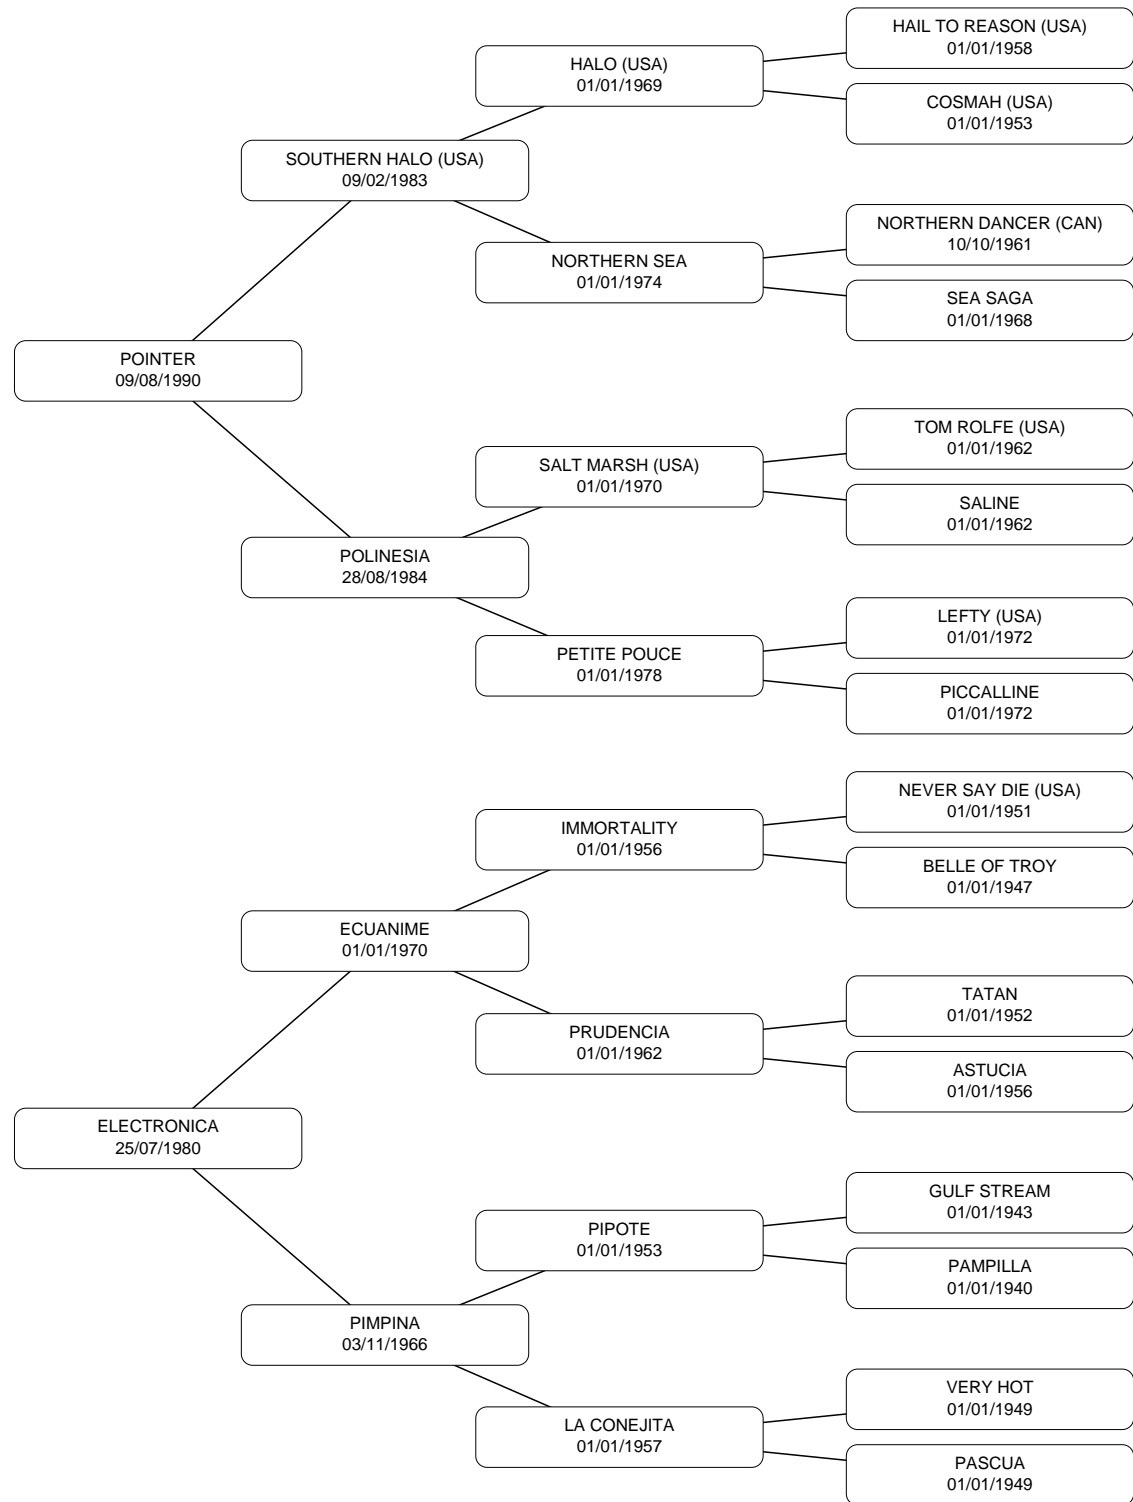 HAIL TO REASON (USA)
01/01/1958
HALO (USA)
01/01/1969
COSMAH (USA)
01/01/1953
SOUTHERN HALO (USA)
09/02/1983
NORTHERN DANCER (CAN)
10/10/1961
NORTHERN SEA
01/01/1974
SEA SAGA
01/01/1968
POINTER
09/08/1990
TOM ROLFE (USA)
01/01/1962
SALT MARSH (USA)
01/01/1970
SALINE
01/01/1962
POLINESIA
28/08/1984
LEFTY (USA)
01/01/1972
PETITE POUCE
01/01/1978
PICCALLINE
01/01/1972
NEVER SAY DIE (USA)
01/01/1951
IMMORTALITY
01/01/1956
BELLE OF TROY
01/01/1947
ECUANIME
01/01/1970
TATAN
01/01/1952
PRUDENCIA
01/01/1962
ASTUCIA
01/01/1956
ELECTRONICA
25/07/1980
GULF STREAM
01/01/1943
PIPOTE
01/01/1953
PAMPILLA
01/01/1940
PIMPINA
03/11/1966
VERY HOT
01/01/1949
LA CONEJITA
01/01/1957
PASCUA
01/01/1949